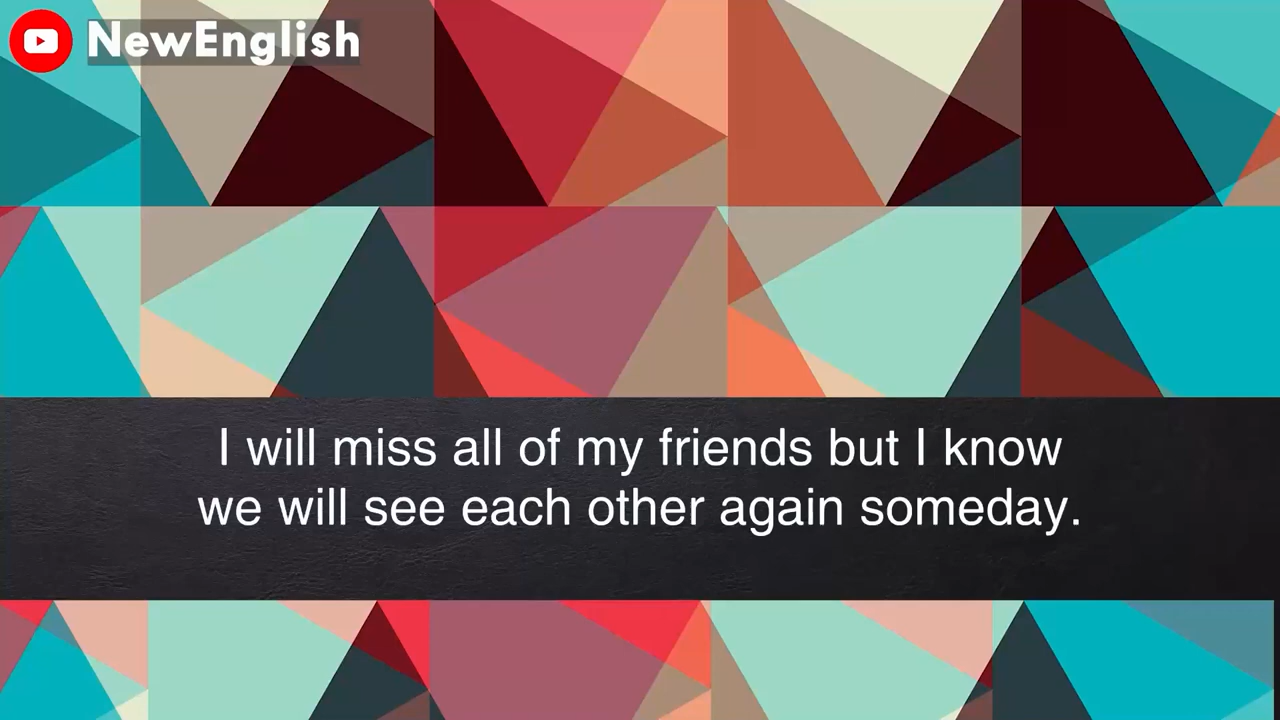 NewEnglish
I will miss all of my friends but I know
we will see each other again someday.